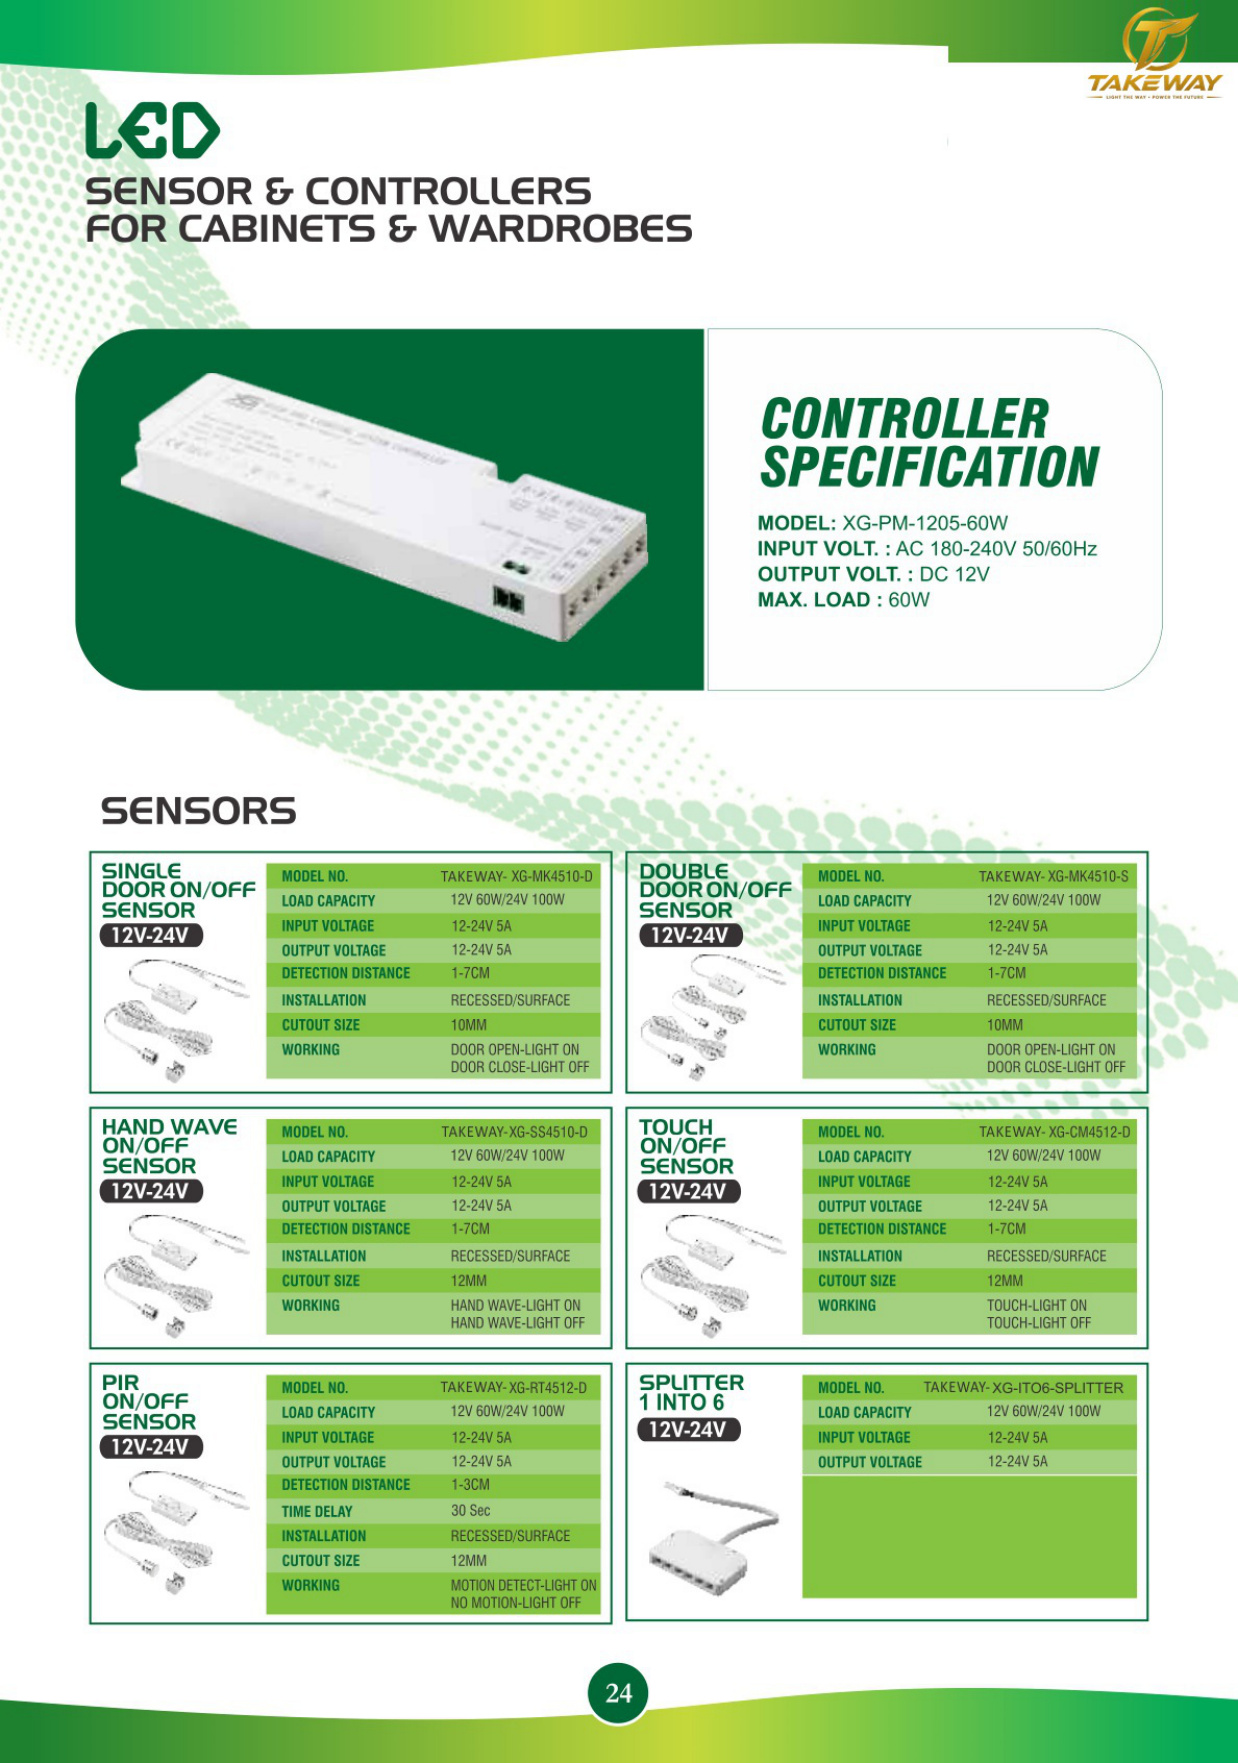 TAKEWAY
LIGHT THE WAY - POWER THE FUTURE
LED
SENSOR & CONTROLLERS
FOR CABINETS & WARDROBES
CONTROLLER
SPECIFICATION
MODEL: XG-PM-1205-60W
INPUT VOLT. : AC 180-240V 50/60Hz
OUTPUT VOLT. : DC 12V
MAX. LOAD : 60W
SENSORS
SINGLE
DOOR ON/OFF
SENSOR
12V-24V
MODEL NO. TAKEWAY- XG-MK4510-D
LOAD CAPACITY 12V 60W/24V 100W
INPUT VOLTAGE 12-24V 5A
OUTPUT VOLTAGE 12-24V 5A
DETECTION DISTANCE 1-7CM
INSTALLATION RECESSED/SURFACE
CUTOUT SIZE 10MM
WORKING DOOR OPEN-LIGHT ON
DOOR CLOSE-LIGHT OFF
DOUBLE
DOOR ON/OFF
SENSOR
12V-24V
MODEL NO. TAKEWAY- XG-MK4510-S
LOAD CAPACITY 12V 60W/24V 100W
INPUT VOLTAGE 12-24V 5A
OUTPUT VOLTAGE 12-24V 5A
DETECTION DISTANCE 1-7CM
INSTALLATION RECESSED/SURFACE
CUTOUT SIZE 10MM
WORKING DOOR OPEN-LIGHT ON
DOOR CLOSE-LIGHT OFF
HAND WAVE
ON/OFF
SENSOR
12V-24V
MODEL NO. TAKEWAY-XG-SS4510-D
LOAD CAPACITY 12V 60W/24V 100W
INPUT VOLTAGE 12-24V 5A
OUTPUT VOLTAGE 12-24V 5A
DETECTION DISTANCE 1-7CM
INSTALLATION RECESSED/SURFACE
CUTOUT SIZE 12MM
WORKING HAND WAVE-LIGHT ON
HAND WAVE-LIGHT OFF
TOUCH
ON/OFF
SENSOR
12V-24V
MODEL NO. TAKEWAY- XG-CM4512-D
LOAD CAPACITY 12V 60W/24V 100W
INPUT VOLTAGE 12-24V 5A
OUTPUT VOLTAGE 12-24V 5A
DETECTION DISTANCE 1-7CM
INSTALLATION RECESSED/SURFACE
CUTOUT SIZE 12MM
WORKING TOUCH-LIGHT ON
TOUCH-LIGHT OFF
PIR
ON/OFF
SENSOR
12V-24V
MODEL NO. TAKEWAY- XG-RT4512-D
LOAD CAPACITY 12V 60W/24V 100W
INPUT VOLTAGE 12-24V 5A
OUTPUT VOLTAGE 12-24V 5A
DETECTION DISTANCE 1-3CM
TIME DELAY 30 Sec
INSTALLATION RECESSED/SURFACE
CUTOUT SIZE 12MM
WORKING MOTION DETECT-LIGHT ON
NO MOTION-LIGHT OFF
SPLITTER
1 INTO 6
12V-24V
MODEL NO. TAKEWAY- XG-ITO6-SPLITTER
LOAD CAPACITY 12V 60W/24V 100W
INPUT VOLTAGE 12-24V 5A
OUTPUT VOLTAGE 12-24V 5A
24